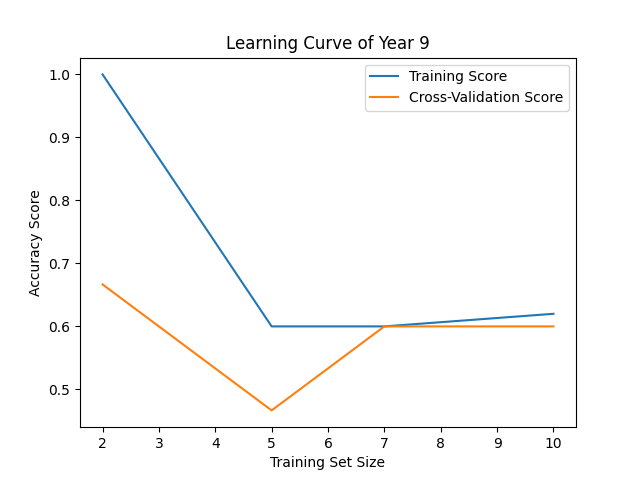 Learning Curve of Year 9
Training Score
Cross-Validation Score
1.0
0.9
0.8
0.7
0.6
0.5
Accuracy Score
2 3 4 5 6 7 8 9 10
Training Set Size